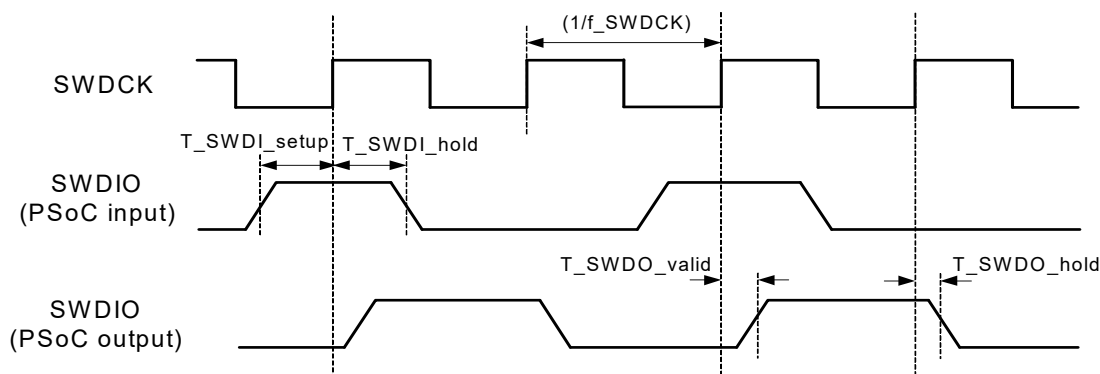 (1/f_SWDCK)
SWDCK
T_SWDI_setup
T_SWDI_hold
SWDIO
(PSoC input)
T_SWDO_valid
T_SWDO_hold
SWDIO
(PSoC output)